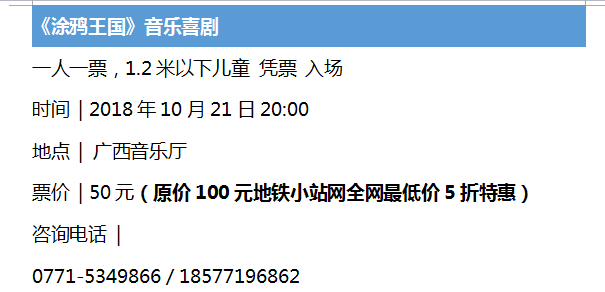 《涂鸦王国》音乐喜剧
一人一票，1.2 米以下儿童 凭票 入场
时间 | 2018 年 10 月 21 日 20:00
地点 | 广西音乐厅
票价 | 50 元（原价 100 元地铁小站网全网最低价 5 折特惠）
咨询电话 |
0771-5349866 / 18577196862